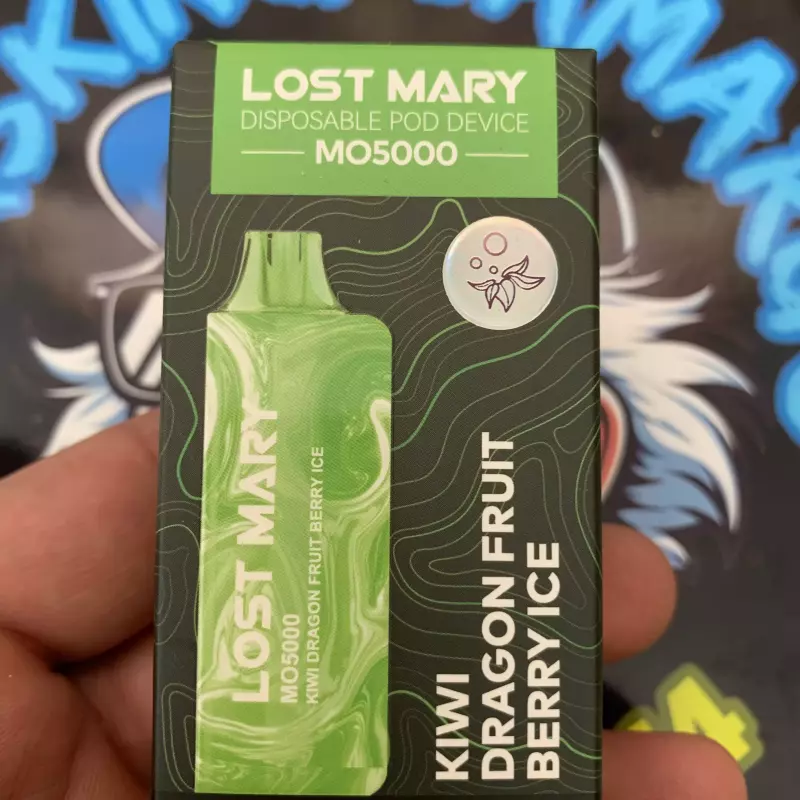 LOST MARY
DISPOSABLE POD DEVICE
MO5000
LOST MARY
MO5000
KIWI DRAGON FRUIT BERRY ICE
KIWI
DRAGON FRUIT
BERRY ICE